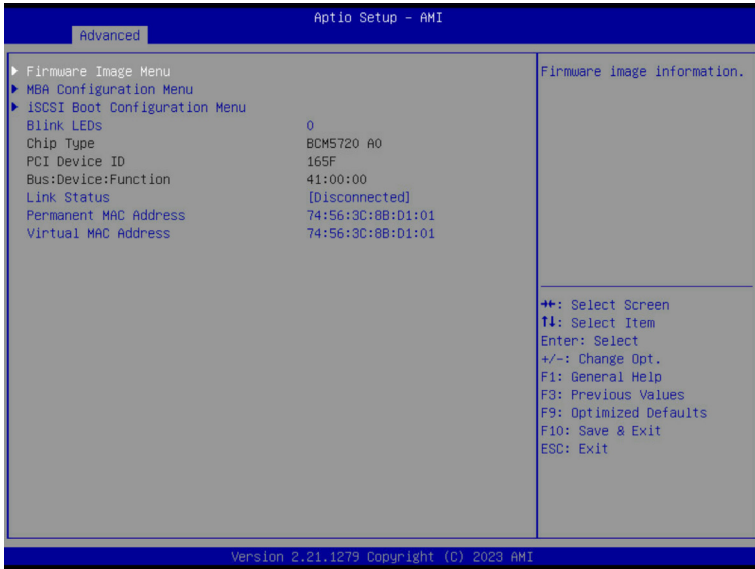 Aptio Setup - AMI
Advanced
Firmware Image Menu
MBA Configuration Menu
iSCSI Boot Configuration Menu
Blink LEDs 0
Chip Type BCM5720 A0
PCI Device ID 165F
Bus:Device:Function 41:00:00
Link Status [Disconnected]
Permanent MAC Address 74:56:3C:8B:D1:01
Virtual MAC Address 74:56:3C:8B:D1:01
Firmware image information.
→←: Select Screen
↑↓: Select Item
Enter: Select
+/-: Change Opt.
F1: General Help
F3: Previous Values
F9: Optimized Defaults
F10: Save & Exit
ESC: Exit
Version 2.21.1279 Copyright (C) 2023 AMI